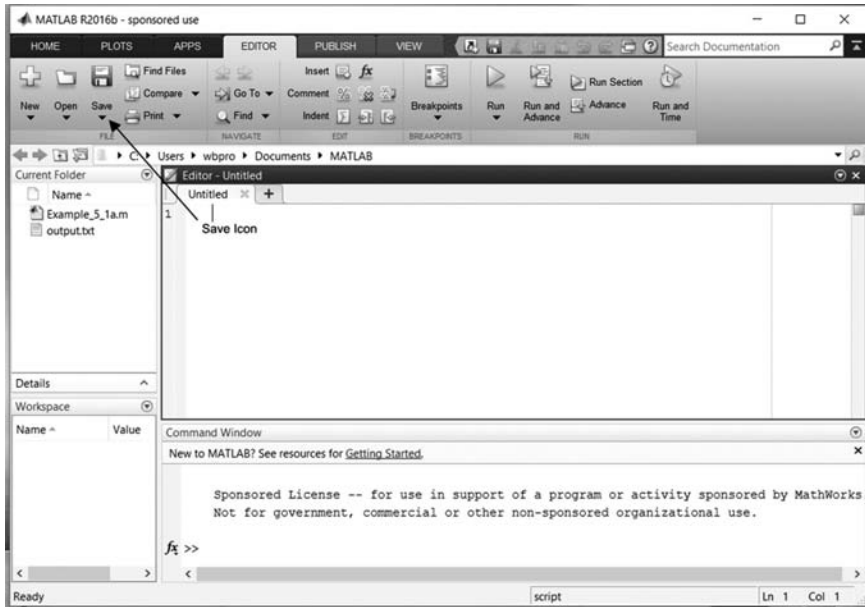 MATLAB R2016b - sponsored use
HOME PLOTS APPS EDITOR PUBLISH VIEW Search Documentation
New Open Save Find Files Compare Print
Go To Find
Insert fx Comment Indent
Breakpoints Run Run and Advance Run Section Advance Run and Time
FILE NAVIGATE EDIT BREAKPOINTS RUN
C: Users wbpro Documents MATLAB
Current Folder
Name
Example_5_1a.m
output.txt
Editor - Untitled
Untitled +
1
Save Icon
Details
Workspace
Name Value
Command Window
New to MATLAB? See resources for Getting Started.
Sponsored License -- for use in support of a program or activity sponsored by MathWorks
Not for government, commercial or other non-sponsored organizational use.
fx >>
Ready script Ln 1 Col 1